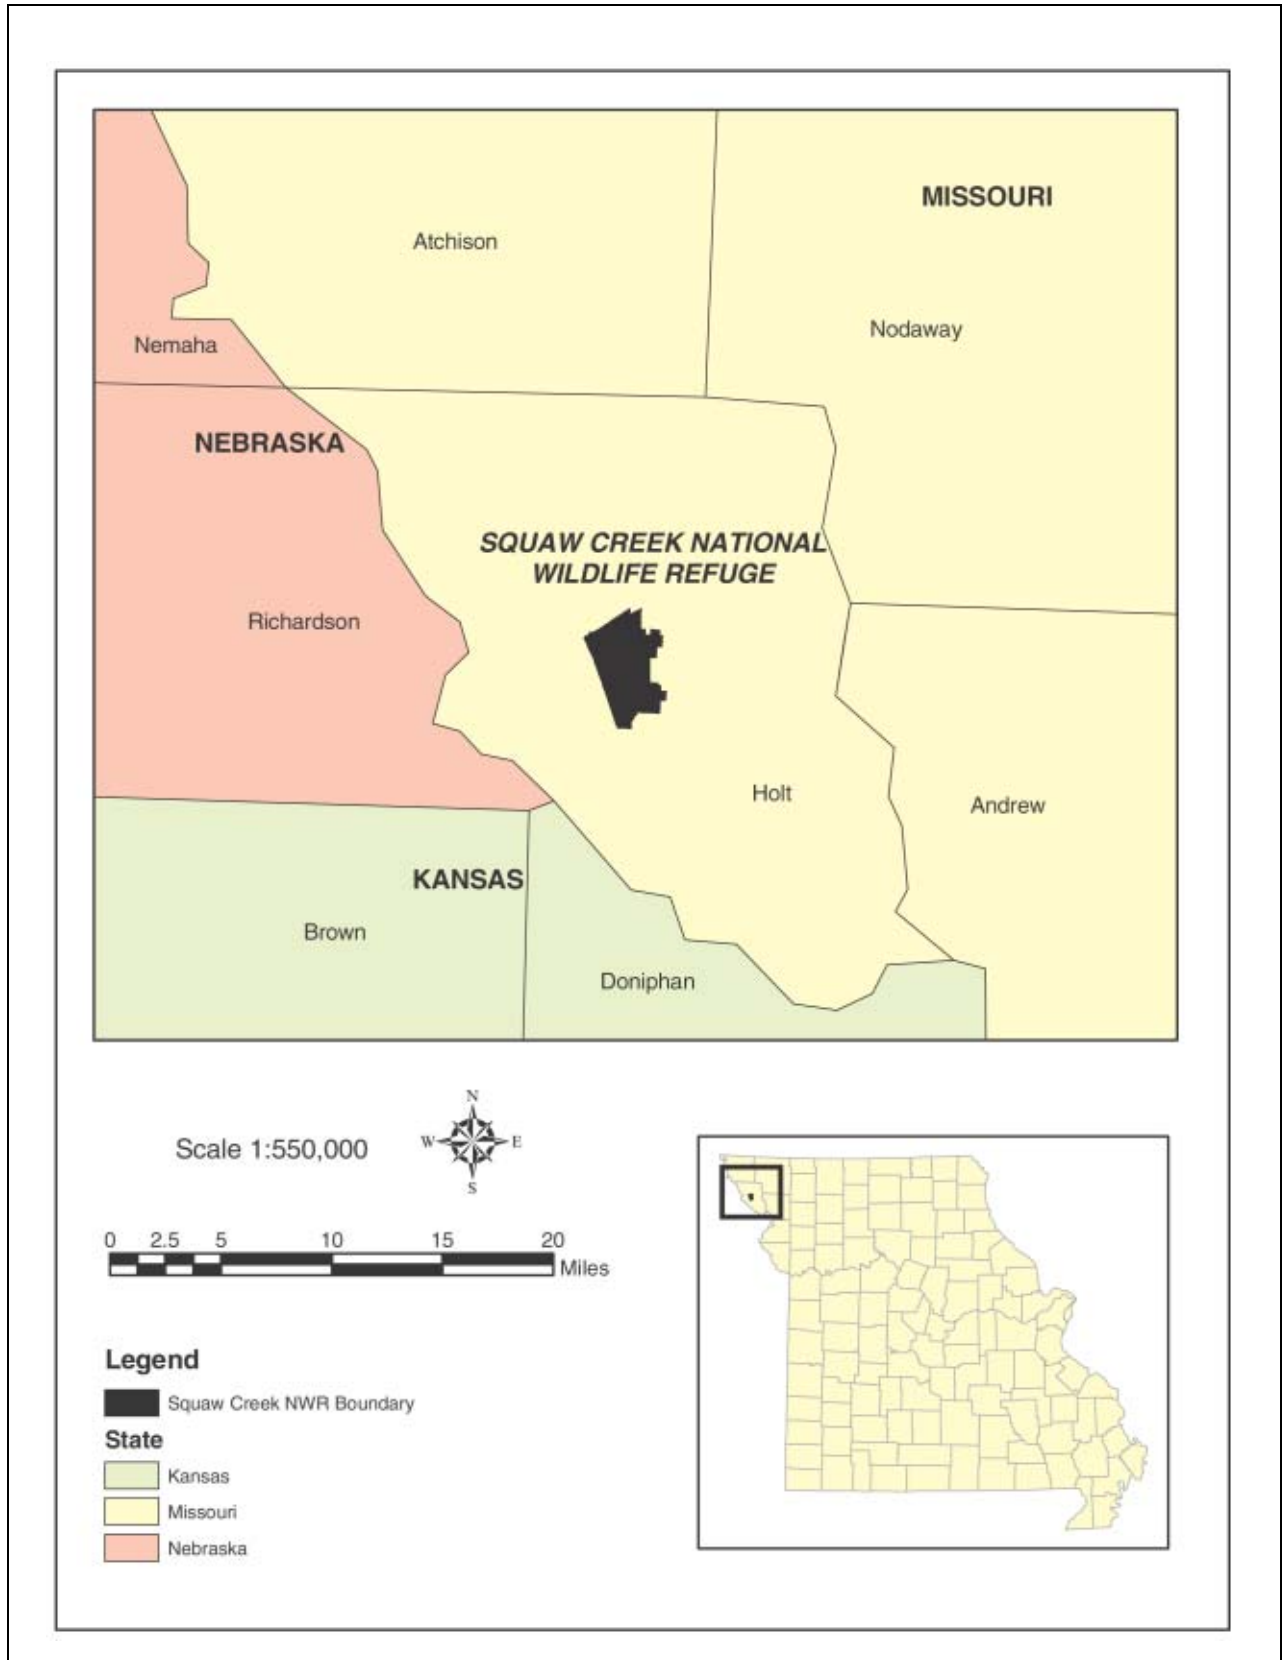 MISSOURI
Atchison
Nodaway
Nemaha
NEBRASKA
SQUAW CREEK NATIONAL
WILDLIFE REFUGE
Richardson
Holt
Andrew
KANSAS
Brown
Doniphan
N
Scale 1:550,000
W E
S
0 2.5 5 10 15 20
Miles
Legend
Squaw Creek NWR Boundary
State
Kansas
Missouri
Nebraska